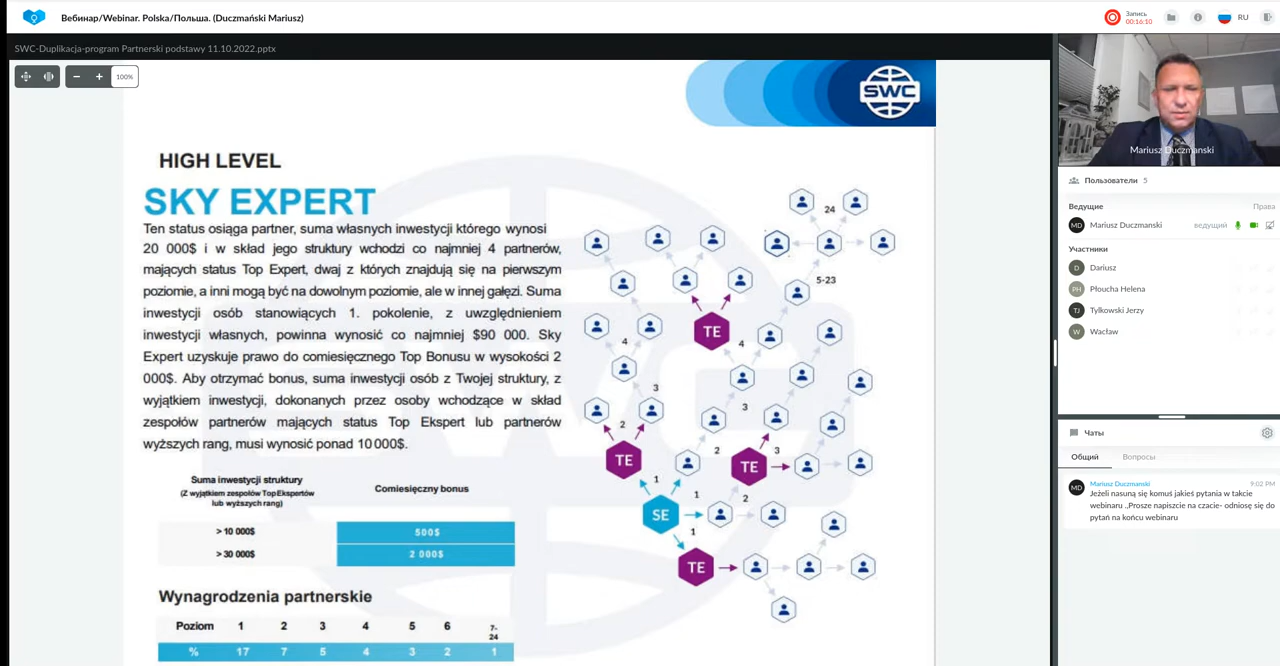 Вебинар/Webinar. Polska/Польша. (Duczmański Mariusz)
Запись
00:16:10
RU
SWC-Duplikacja-program Partnerski podstawy 11.10.2022.pptx
100%
SWC
HIGH LEVEL
SKY EXPERT
Ten status osiąga partner, suma własnych inwestycji którego wynosi
20 000$ i w skład jego struktury wchodzi co najmniej 4 partnerów,
mających status Top Expert, dwaj z których znajdują się na pierwszym
poziomie, a inni mogą być na dowolnym poziomie, ale w innej gałęzi. Suma
inwestycji osób stanowiących 1. pokolenie, z uwzględnieniem
inwestycji własnych, powinna wynosić co najmniej $90 000. Sky
Expert uzyskuje prawo do comiesięcznego Top Bonusu w wysokości 2
000$. Aby otrzymać bonus, suma inwestycji osób z Twojej struktury, z
wyjątkiem inwestycji, dokonanych przez osoby wchodzące w skład
zespołów partnerów mających status Top Ekspert lub partnerów
wyższych rang, musi wynosić ponad 10 000$.
Suma inwestycji struktury
(Z wyjątkiem zespołów TopEkspertów
lub wyższych rang)
Comiesięczny bonus
> 10 000$
500$
> 30 000$
2 000$
Wynagrodzenia partnerskie
Poziom 1 2 3 4 5 6 7-
24
% 17 7 5 4 3 2 1
24
5-23
TE
4
4
3
3
2
TE
2
TE
3
1
1
2
SE
1
TE
Mariusz Duczmanski
Пользователи 5
Ведущие
Права
MD Mariusz Duczmanski ведущий
Участники
D Dariusz
PH Płoucha Helena
TJ Tylkowski Jerzy
W Wacław
Чаты
Общий Вопросы
MD Mariusz Duczmanski 9:02 PM
Jeżeli nasuną się komuś jakieś pytania w takcie
webinaru ,,Prosze napiszcie na czacie- odniosę się do
pytań na końcu webinaru